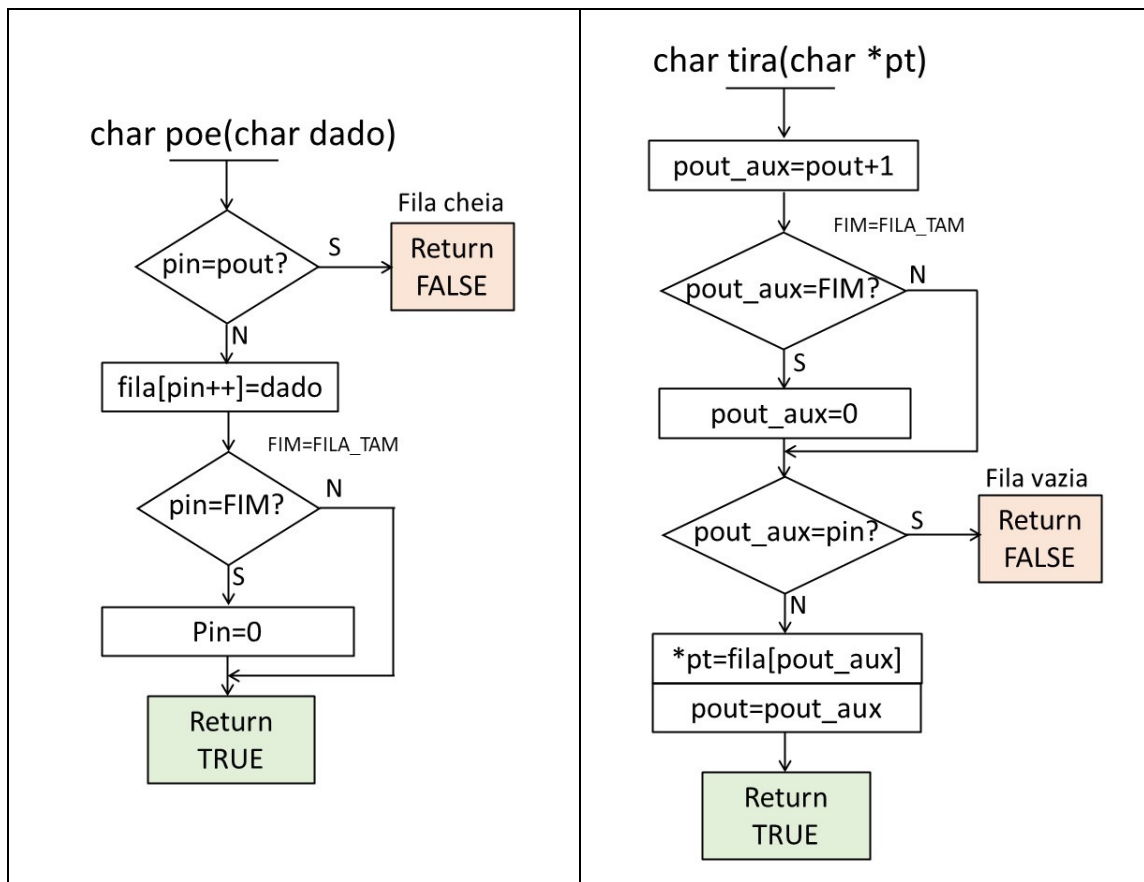 char poe(char dado)
Fila cheia
pin=pout?
S
Return
FALSE
N
fila[pin++]=dado
FIM=FILA_TAM
pin=FIM?
N
S
Pin=0
Return
TRUE
char tira(char *pt)
pout_aux=pout+1
FIM=FILA_TAM
pout_aux=FIM?
N
S
pout_aux=0
Fila vazia
pout_aux=pin?
S
Return
FALSE
N
*pt=fila[pout_aux]
pout=pout_aux
Return
TRUE